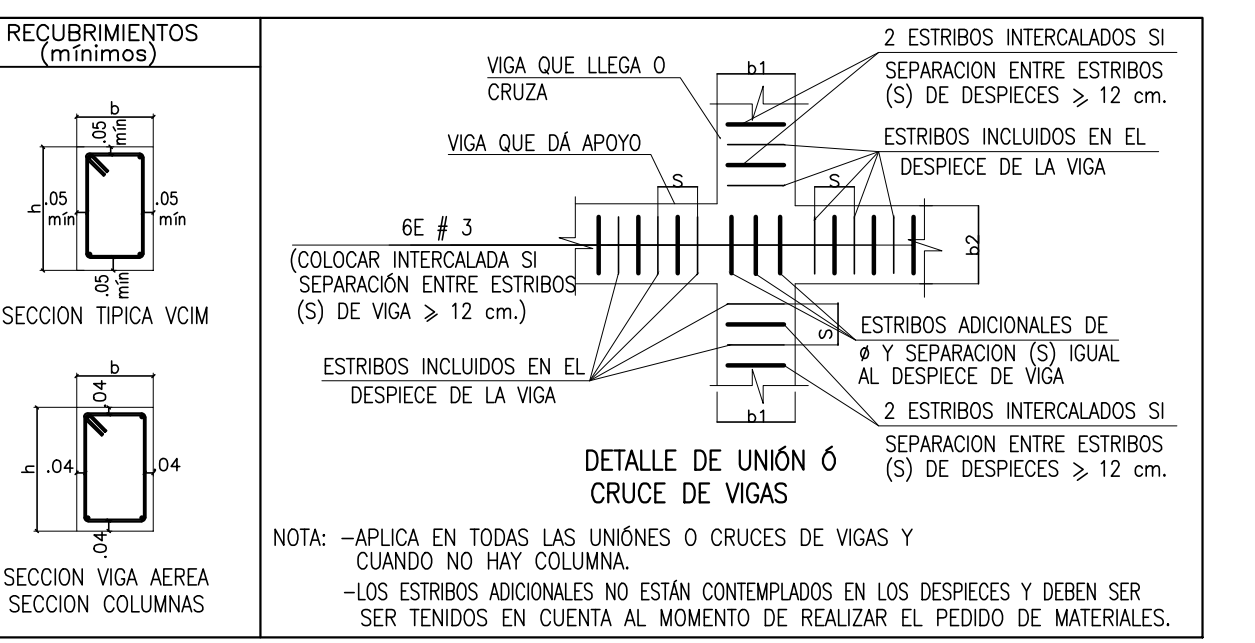 RECUBRIMIENTOS
(mínimos)
b
.05
mín
h
.05
mín
.05
mín
.05
mín
SECCION TIPICA VCIM
b
.04
h
.04
.04
.04
SECCION VIGA AEREA
SECCION COLUMNAS
VIGA QUE LLEGA O
CRUZA
b1
2 ESTRIBOS INTERCALADOS SI
SEPARACION ENTRE ESTRIBOS
(S) DE DESPIECES ⩾ 12 cm.
VIGA QUE DÁ APOYO
ESTRIBOS INCLUIDOS EN EL
DESPIECE DE LA VIGA
S
S
6E # 3
(COLOCAR INTERCALADA SI
SEPARACIÓN ENTRE ESTRIBOS
(S) DE VIGA ⩾ 12 cm.)
b2
S
ESTRIBOS ADICIONALES DE
ø Y SEPARACION (S) IGUAL
AL DESPIECE DE VIGA
ESTRIBOS INCLUIDOS EN EL
DESPIECE DE LA VIGA
b1
2 ESTRIBOS INTERCALADOS SI
SEPARACION ENTRE ESTRIBOS
(S) DE DESPIECES ⩾ 12 cm.
DETALLE DE UNIÓN Ó
CRUCE DE VIGAS
NOTA: -APLICA EN TODAS LAS UNIÓNES O CRUCES DE VIGAS Y
CUANDO NO HAY COLUMNA.
-LOS ESTRIBOS ADICIONALES NO ESTÁN CONTEMPLADOS EN LOS DESPIECES Y DEBEN SER
SER TENIDOS EN CUENTA AL MOMENTO DE REALIZAR EL PEDIDO DE MATERIALES.